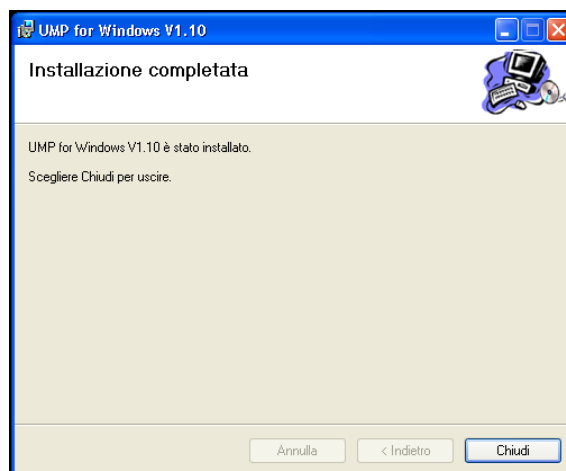 UMP for Windows V1.10
Installazione completata
UMP for Windows V1.10 è stato installato.
Scegliere Chiudi per uscire.
Annulla
< Indietro
Chiudi